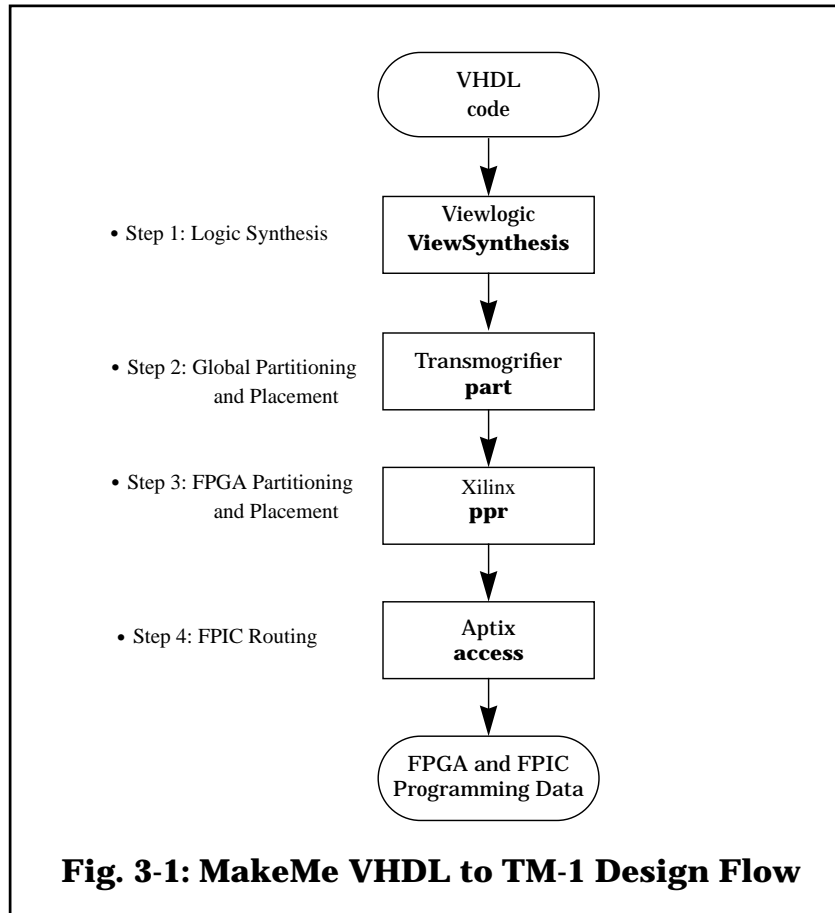 VHDL
code
• Step 1: Logic Synthesis
Viewlogic
ViewSynthesis
• Step 2: Global Partitioning
and Placement
Transmogrifier
part
• Step 3: FPGA Partitioning
and Placement
Xilinx
ppr
• Step 4: FPIC Routing
Aptix
access
FPGA and FPIC
Programming Data
Fig. 3-1: MakeMe VHDL to TM-1 Design Flow